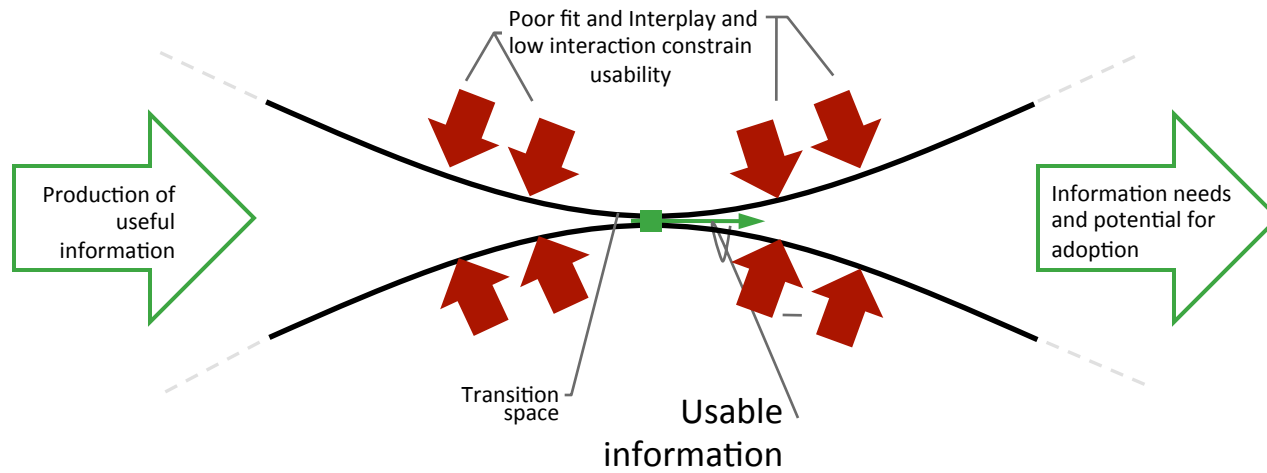 Poor fit and Interplay and
low interaction constrain
usability
Production of
useful
information
Information needs
and potential for
adoption
Transition
space
Usable
information